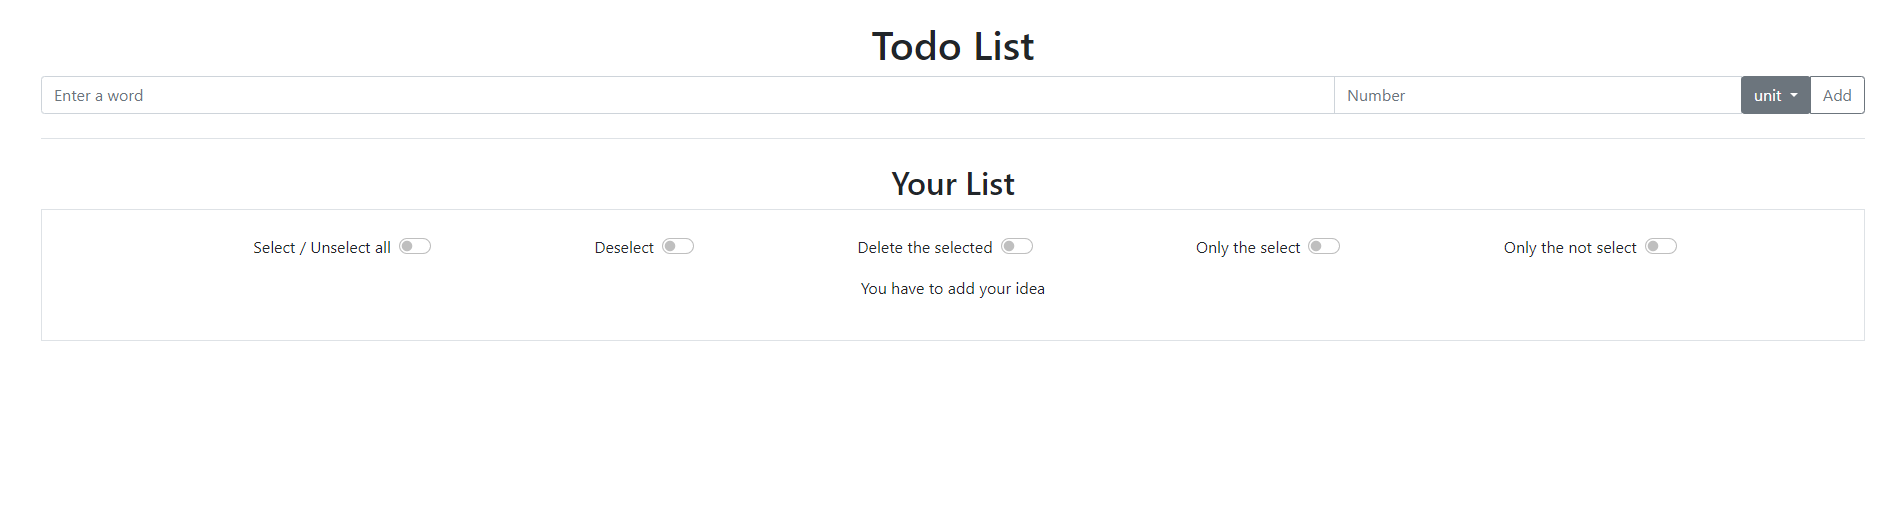 Todo List
Enter a word Number unit Add
Your List
Select / Unselect all Deselect Delete the selected Only the select Only the not select
You have to add your idea